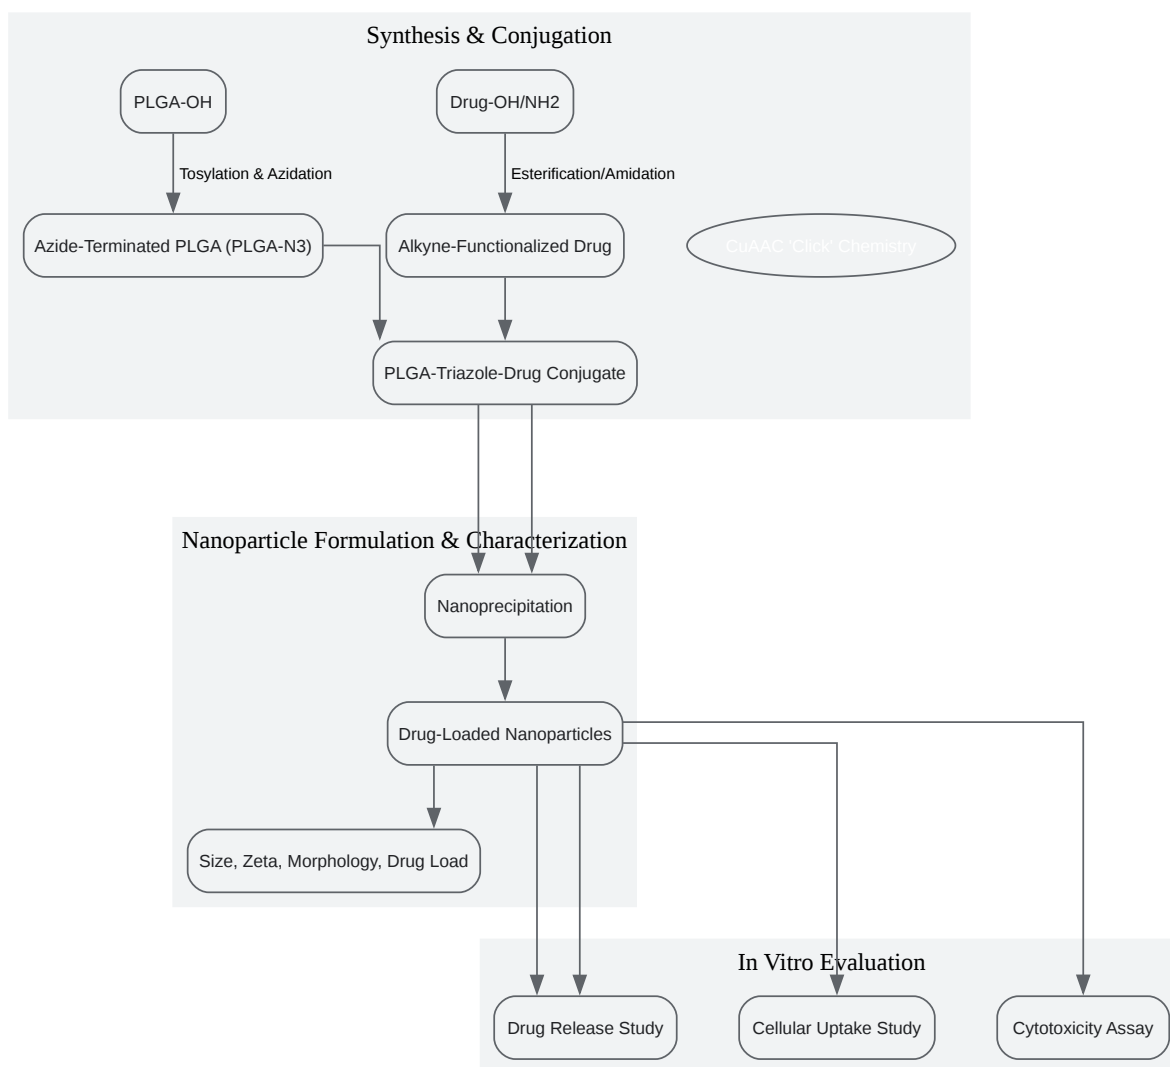 Synthesis & Conjugation
PLGA-OH
Drug-OH/NH2
Tosylation & Azidation
Esterification/Amidation
Azide-Terminated PLGA (PLGA-N3)
Alkyne-Functionalized Drug
CuAAC 'Click' Chemistry
PLGA-Triazole-Drug Conjugate
Nanoparticle Formulation & Characterization
Nanoprecipitation
Drug-Loaded Nanoparticles
Size, Zeta, Morphology, Drug Load
In Vitro Evaluation
Drug Release Study
Cellular Uptake Study
Cytotoxicity Assay